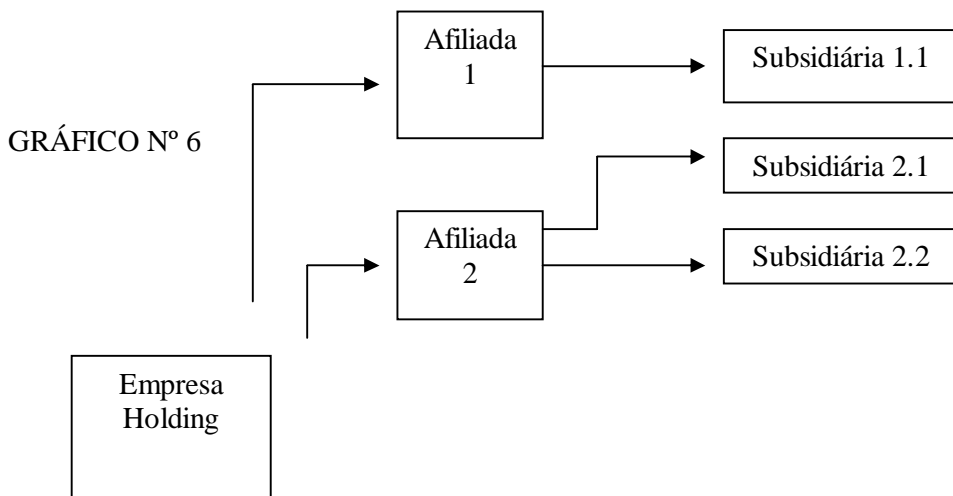 Afiliada
1
Subsidiária 1.1
GRÁFICO Nº 6
Subsidiária 2.1
Afiliada
2
Subsidiária 2.2
Empresa
Holding